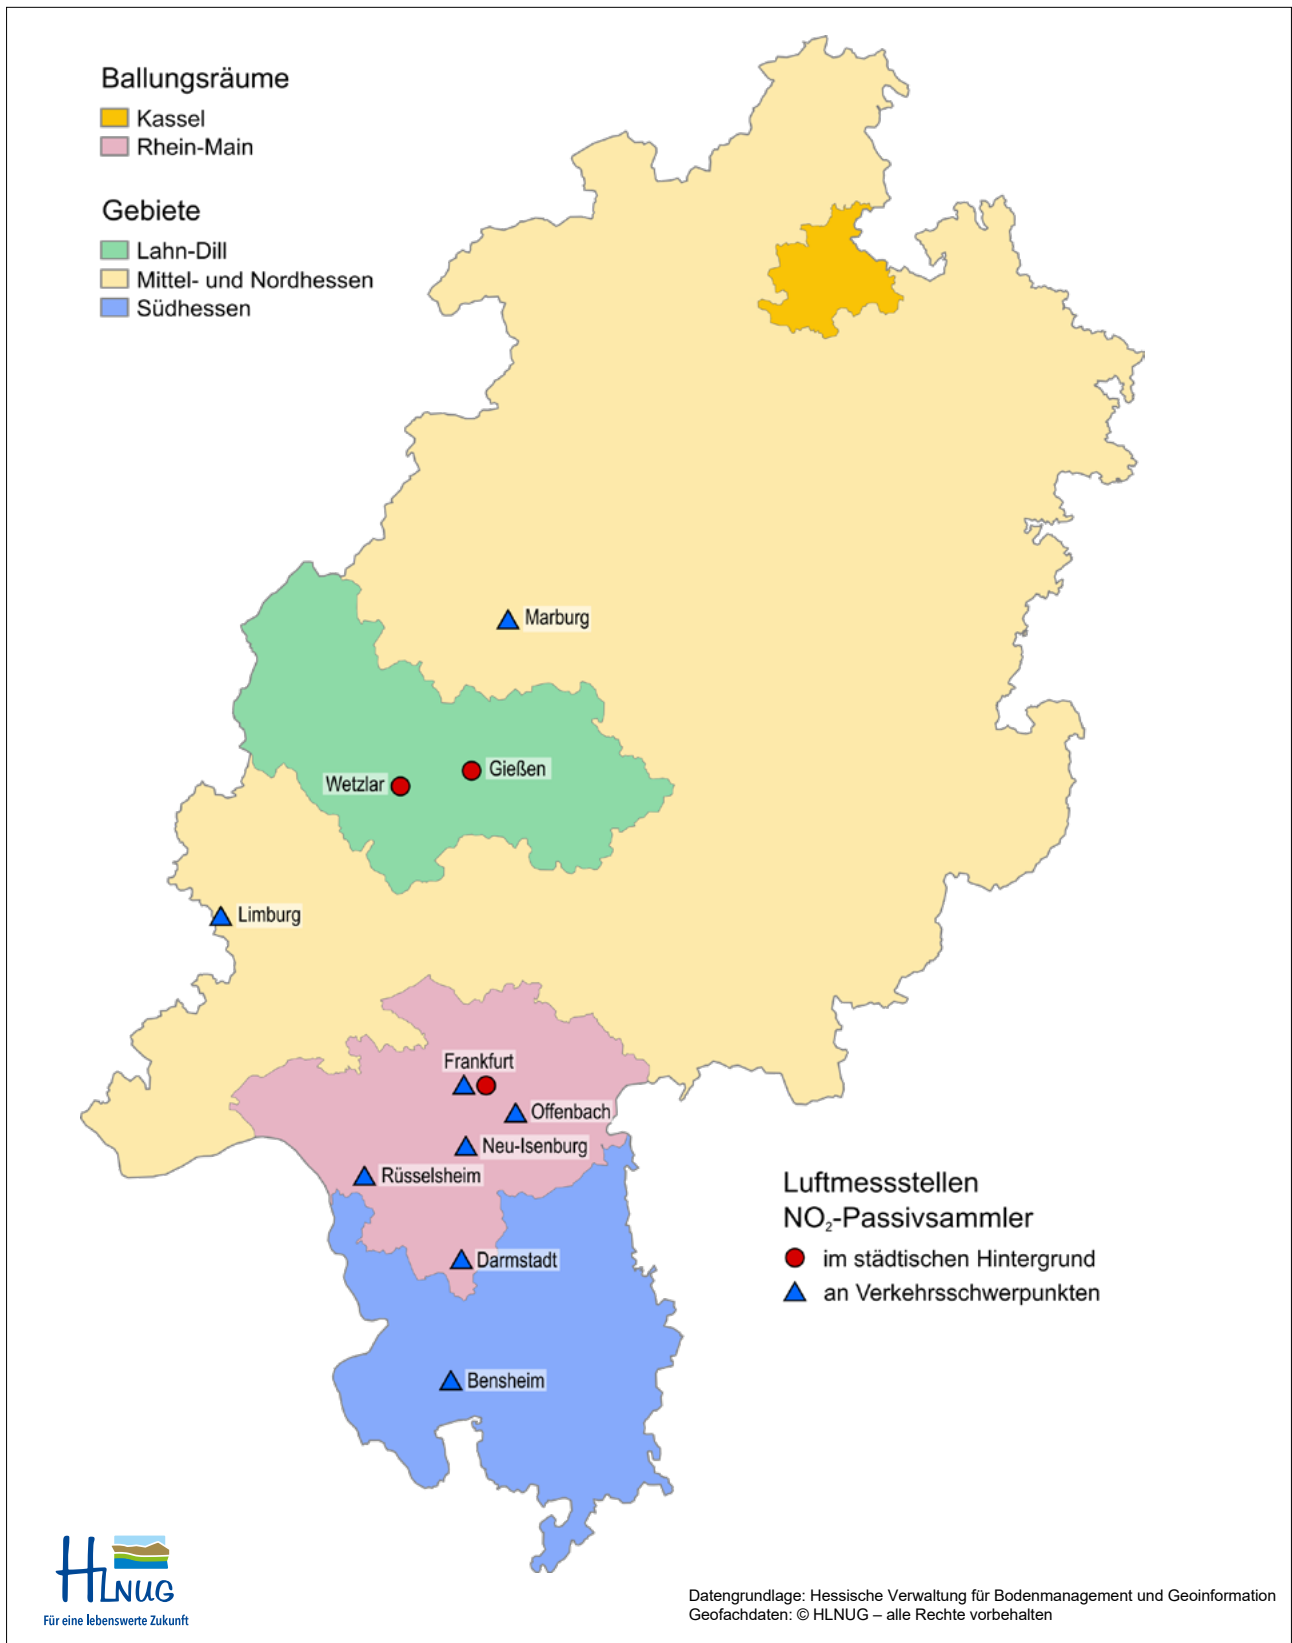 Ballungsräume
Kassel
Rhein-Main
Gebiete
Lahn-Dill
Mittel- und Nordhessen
Südhessen
Marburg
Gießen
Wetzlar
Limburg
Frankfurt
Offenbach
Neu-Isenburg
Rüsselsheim
Darmstadt
Bensheim
Luftmessstellen
NO₂-Passivsammler
im städtischen Hintergrund
an Verkehrsschwerpunkten
HLNUG
Für eine lebenswerte Zukunft
Datengrundlage: Hessische Verwaltung für Bodenmanagement und Geoinformation
Geofachdaten: © HLNUG – alle Rechte vorbehalten